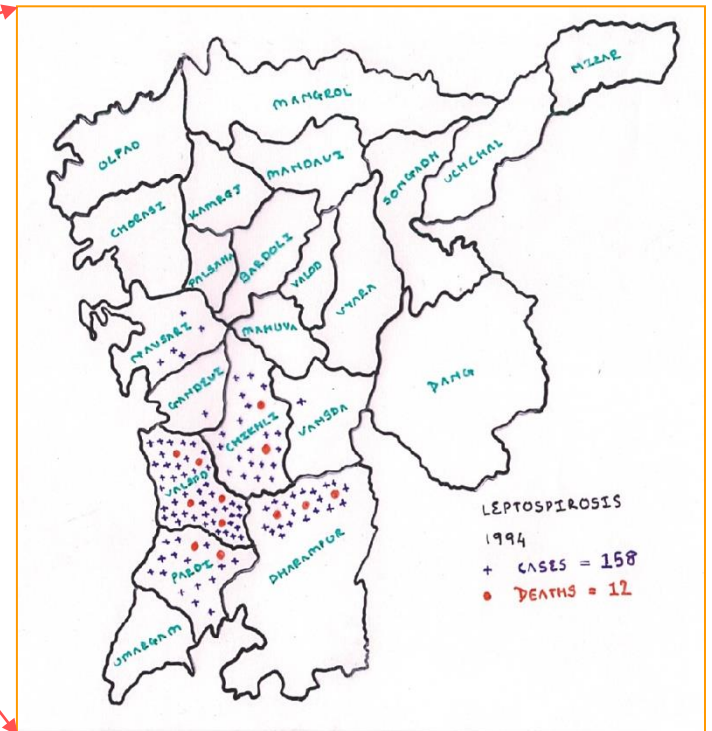 MIZAR
MANGROL
UCHCHAL
OLPAD
MANDAVI
SONGADH
KAMREJ
CHORASI
BARDOLI
VALOD
PALSANA
VYARA
MAHUVA
NAVSARI
DANG
GANDEVI
CHIKHLI
VANSDA
VALSAD
LEPTOSPIROSIS
1994
+ CASES = 158
• DEATHS = 12
DHARAMPUR
PARDI
UMARGAM